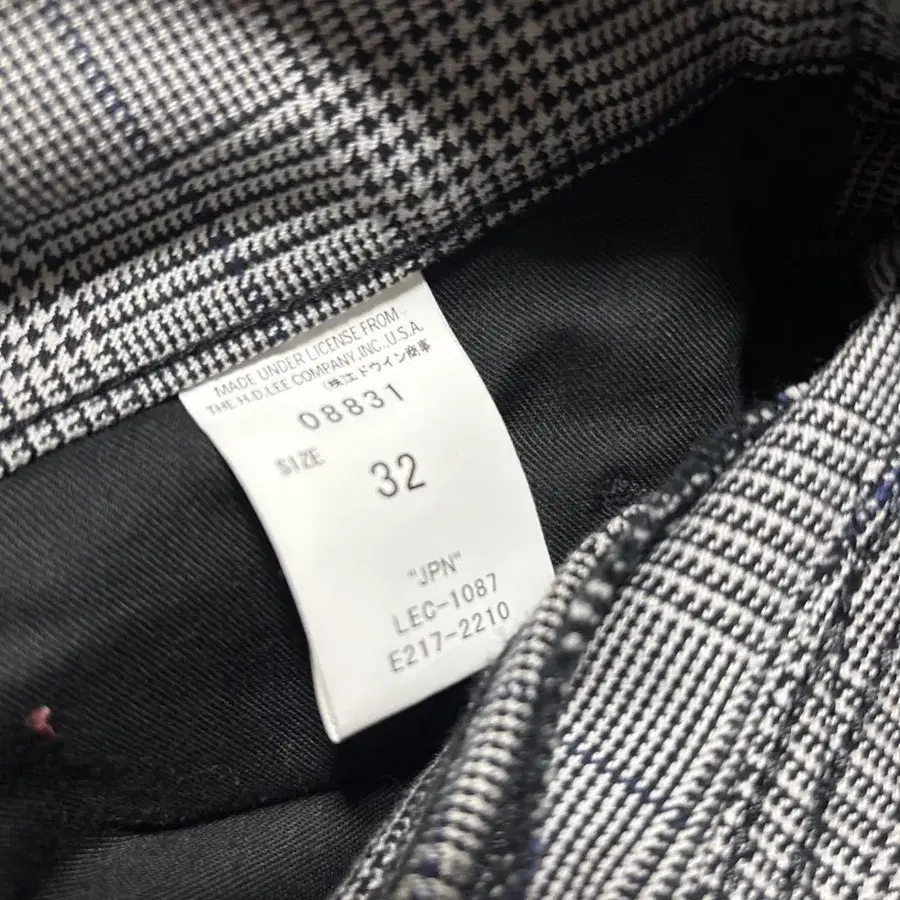 MADE UNDER LICENSE FROM
THE H.D.LEE COMPANY,INC.,U.S.A.
(株)エドウイン商事
08831
SIZE
32
"JPN"
LEC-1087
E217-2210